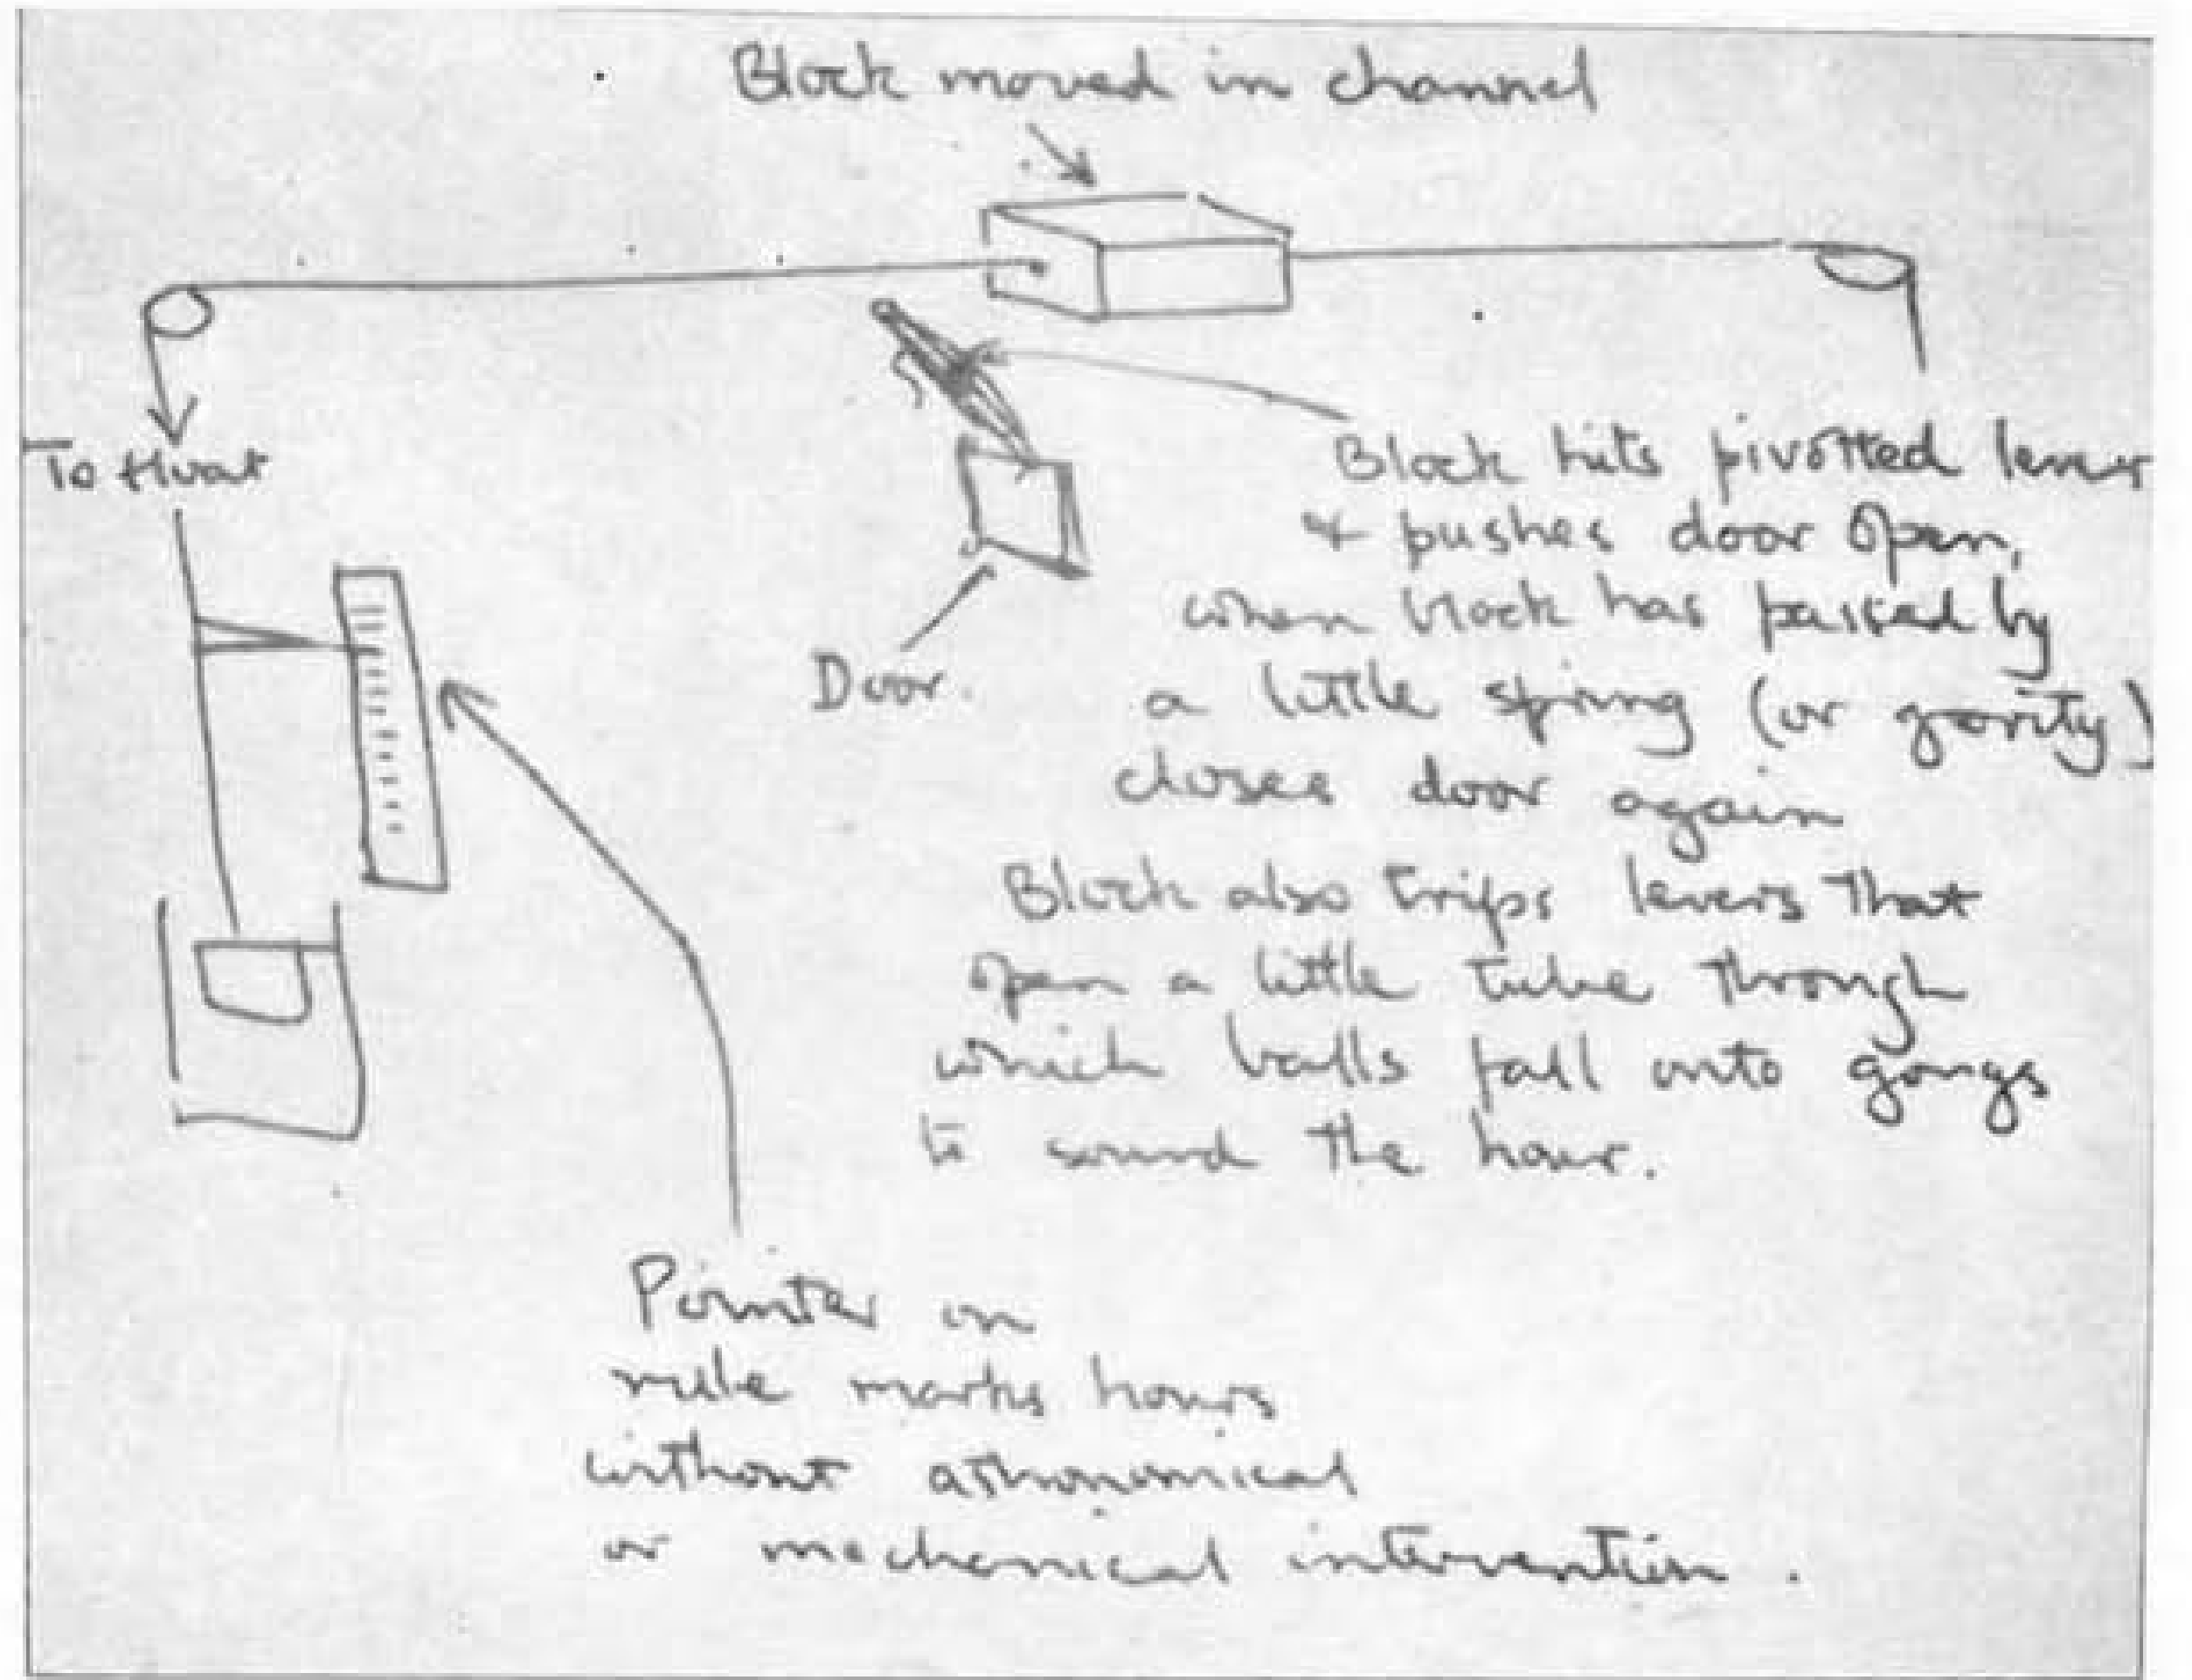 Block moved in channel
To float
Block hits pivotted lever
& pushes door open,
when block has passed by
a little spring (or gravity)
closes door again
Door.
Block also trips levers that
open a little tube through
which balls fall onto gongs
to sound the hour.
Pointer on
rule marks hours
without astronomical
or mechanical intervention.